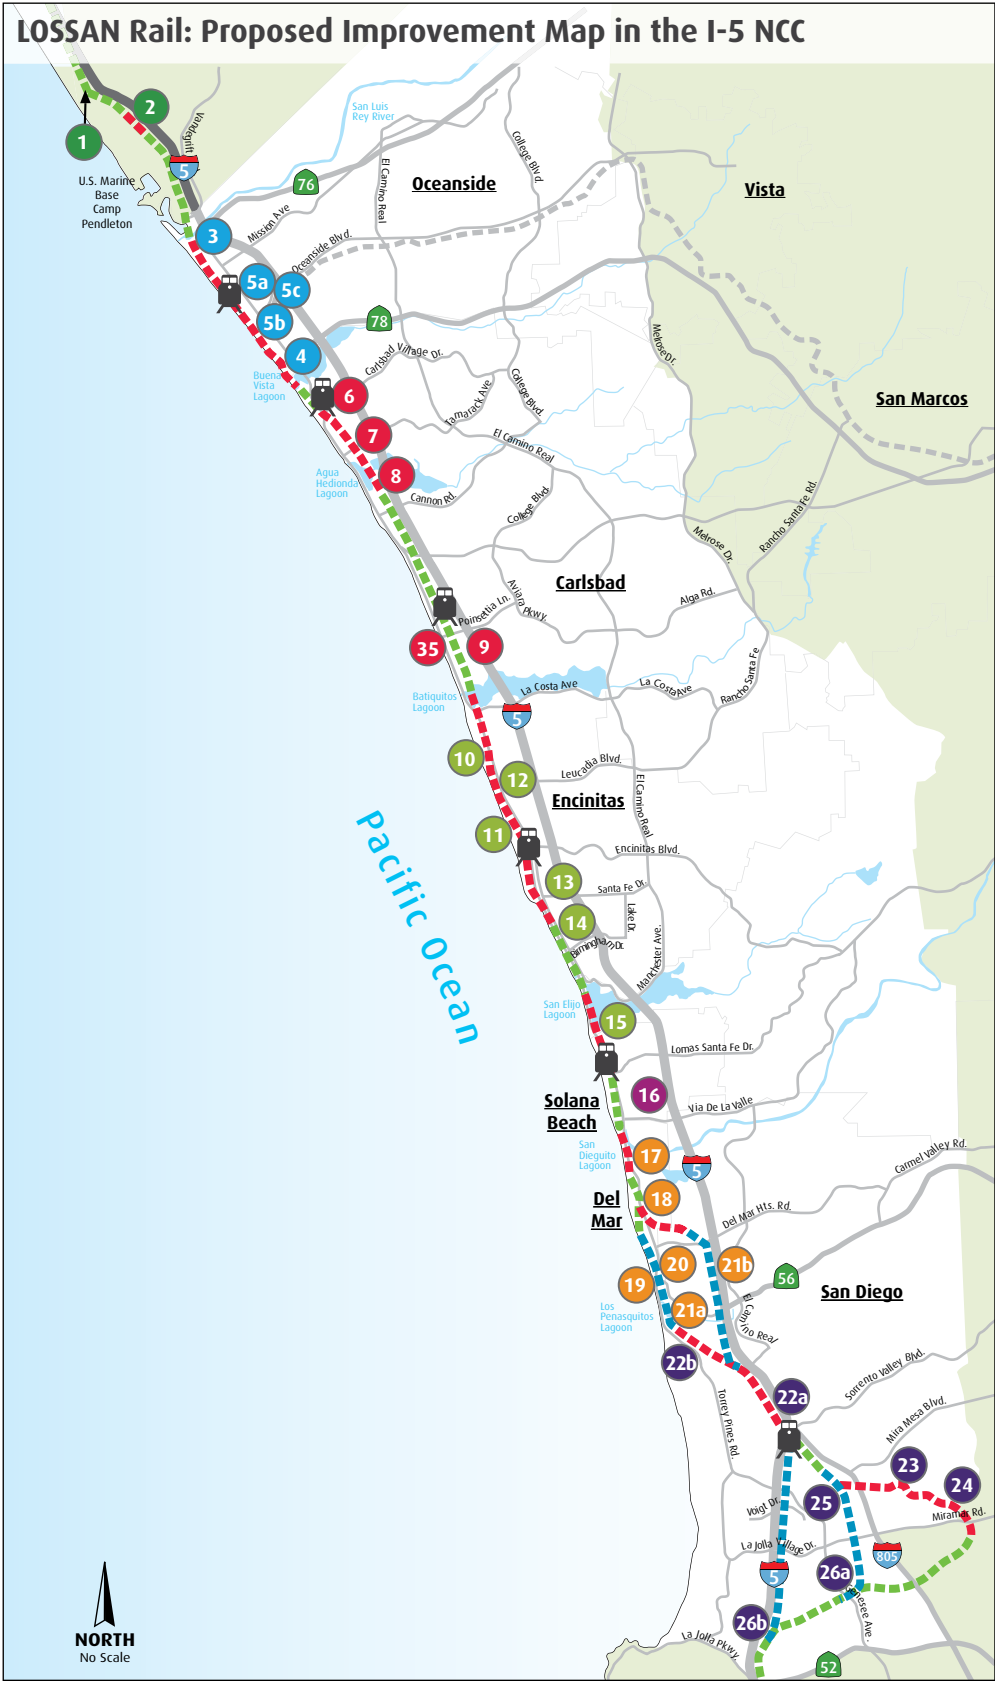 LOSSAN Rail: Proposed Improvement Map in the I-5 NCC
2
1
Vandegrift
San Luis
Rey River
5
U.S. Marine
Base
Camp
Pendleton
76
El Camino Real
College Blvd.
Oceanside
Vista
Mission Ave
3
Oceanside Blvd.
5a
5c
5b
78
4
Carlsbad Village Dr.
Melrose Dr.
Buena
Vista
Lagoon
6
Tamarack Ave
College Blvd.
San Marcos
7
El Camino Real
Agua
Hedionda
Lagoon
8
Cannon Rd.
College Blvd.
Rancho Santa Fe Rd.
Melrose Dr.
Carlsbad
Aviara Pkwy.
Poinsettia Ln.
Alga Rd.
35
9
Rancho Santa Fe
Batiquitos
Lagoon
La Costa Ave
La Costa Ave
5
10
12
Leucadia Blvd.
El Camino Real
Encinitas
11
Encinitas Blvd.
Pacific Ocean
13
Santa Fe Dr.
14
Lake Dr.
Birmingham Dr.
Manchester Ave.
San Elijo
Lagoon
15
Lomas Santa Fe Dr.
16
Solana
Beach
Via De La Valle
San
Dieguito
Lagoon
17
5
Carmel Valley Rd.
Del
Mar
18
Del Mar Hts. Rd.
20
21b
19
56
San Diego
21a
Los
Penasquitos
Lagoon
El Camino Real
22b
Sorrento Valley Blvd.
22a
Torrey Pines Rd.
Mira Mesa Blvd.
23
24
25
Voigt Dr.
Miramar Rd.
La Jolla Village Dr.
805
5
26a
Genesee Ave.
26b
La Jolla Pkwy.
52
NORTH
No Scale